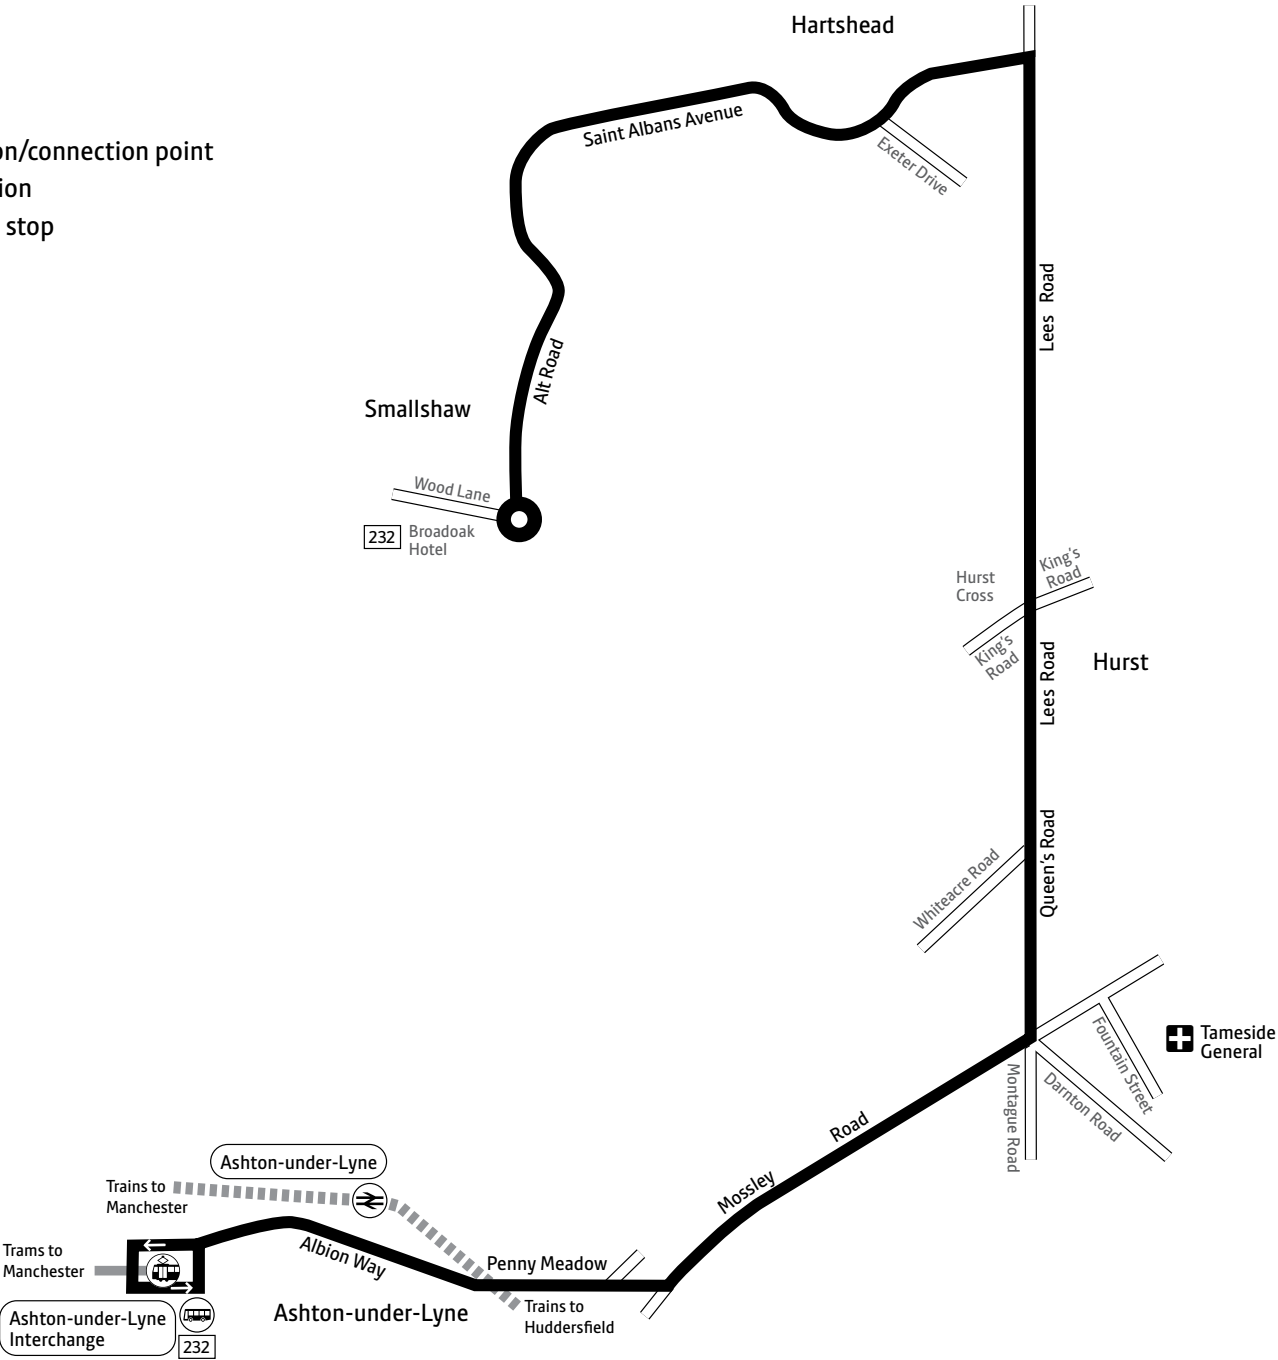 Hartshead
Saint Albans Avenue
Exeter Drive
on/connection point
ion
stop
Lees Road
Alt Road
Smallshaw
Wood Lane
232
Broadoak
Hotel
King's
Road
Hurst
Cross
King's
Road
Lees Road
Hurst
Queen's Road
Whiteacre Road
Fountain Street
Tameside
General
Montague Road
Darnton Road
Mossley Road
Ashton-under-Lyne
Trains to
Manchester
Trams to
Manchester
Albion Way
Penny Meadow
Ashton-under-Lyne
Trains to
Huddersfield
Ashton-under-Lyne
Interchange
232